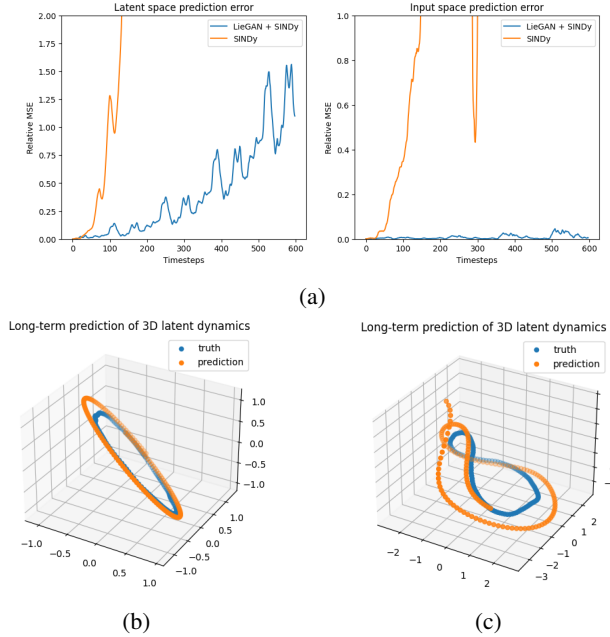 Latent space prediction error
2.00
1.75
1.50
1.25
1.00
0.75
0.50
0.25
0.00
Relative MSE
LieGAN + SINDy
SINDy
0 100 200 300 400 500 600
Timesteps
Input space prediction error
1.0
0.8
0.6
0.4
0.2
0.0
Relative MSE
LieGAN + SINDy
SINDy
0 100 200 300 400 500 600
Timesteps
(a)
Long-term prediction of 3D latent dynamics
truth
prediction
1.0
0.5
0.0
−0.5
−1.0
−1.0 −0.5 0.0 0.5 1.0
−1.0 −0.5 0.0 0.5 1.0
(b)
Long-term prediction of 3D latent dynamics
truth
prediction
−2 −1 0 1 2
−3 −2 −1 0 1 2
(c)